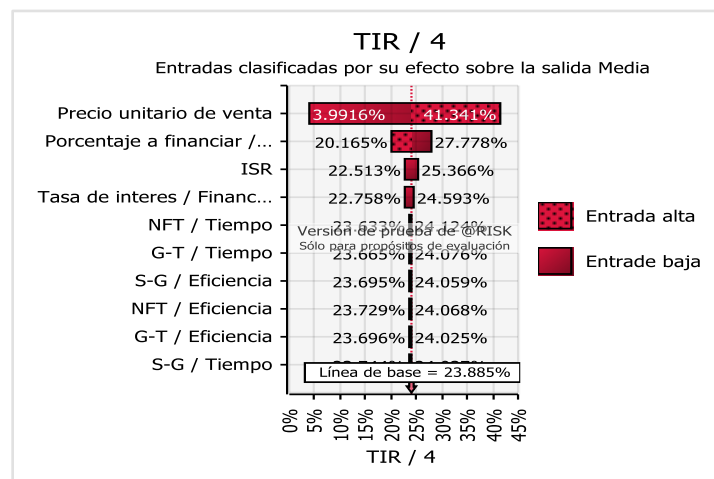 TIR / 4
Entradas clasificadas por su efecto sobre la salida Media
Precio unitario de venta
3.9916% 41.341%
Porcentaje a financiar /...
20.165% 27.778%
ISR
22.513% 25.366%
Tasa de interes / Financ...
22.758% 24.593%
NFT / Tiempo
23.633% 24.124%
Versión de prueba de @RISK
Sólo para propósitos de evaluación
G-T / Tiempo
23.665% 24.076%
S-G / Eficiencia
23.695% 24.059%
NFT / Eficiencia
23.729% 24.068%
G-T / Eficiencia
23.696% 24.025%
S-G / Tiempo
Línea de base = 23.885%
0% 5% 10% 15% 20% 25% 30% 35% 40% 45%
TIR / 4
Entrada alta
Entrade baja